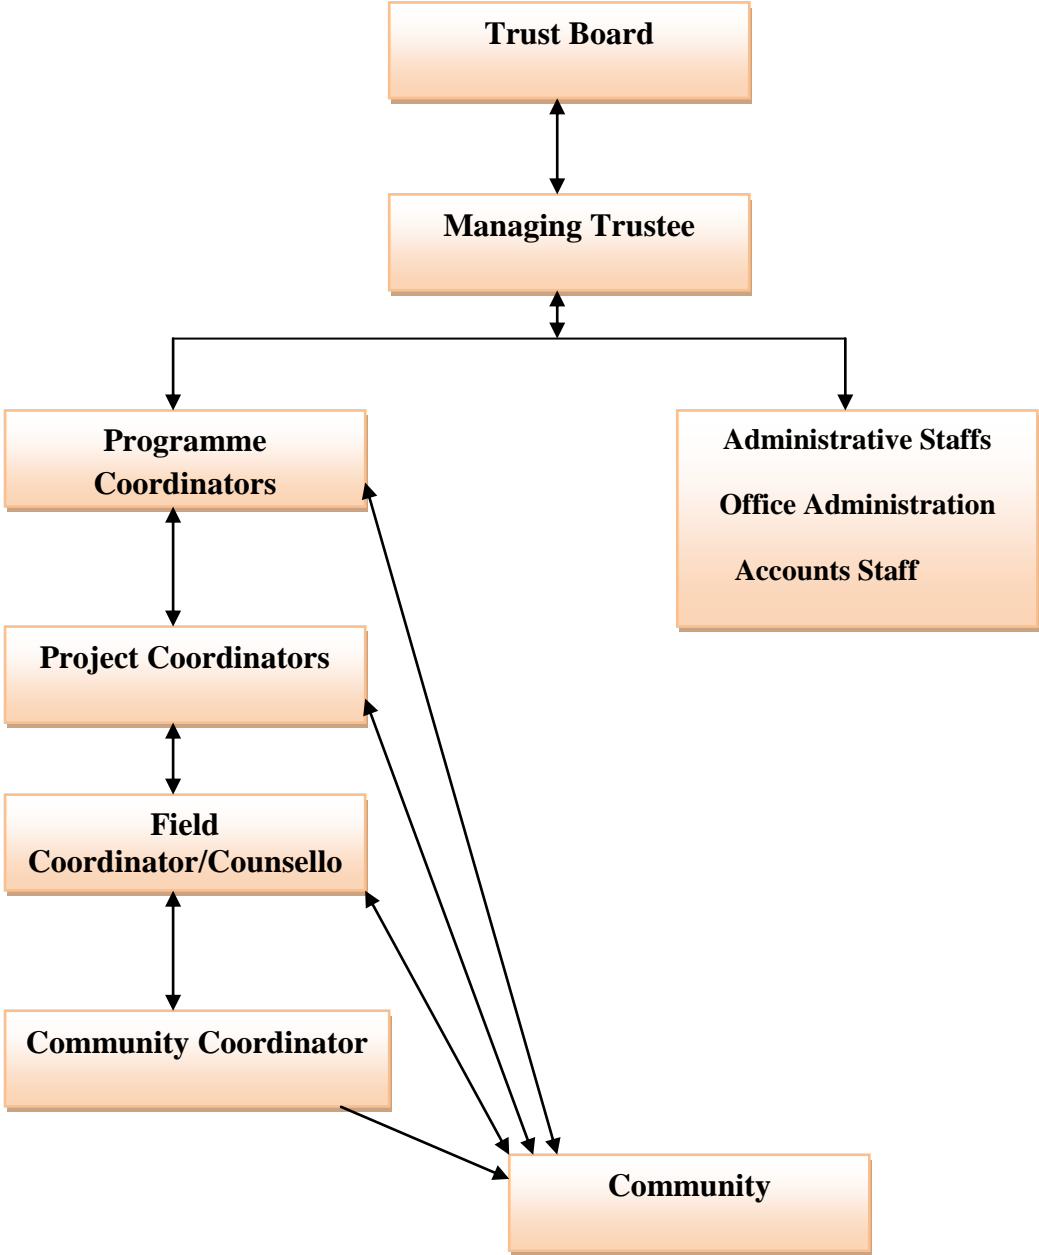 Trust Board
Managing Trustee
Programme
Coordinators
Administrative Staffs
Office Administration
Accounts Staff
Project Coordinators
Field
Coordinator/Counsello
Community Coordinator
Community